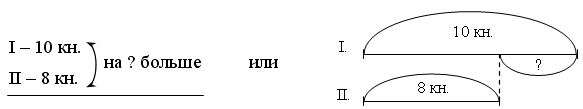 I – 10 кн.
II – 8 кн.
на ? больше
или
I.
10 кн.
?
II.
8 кн.